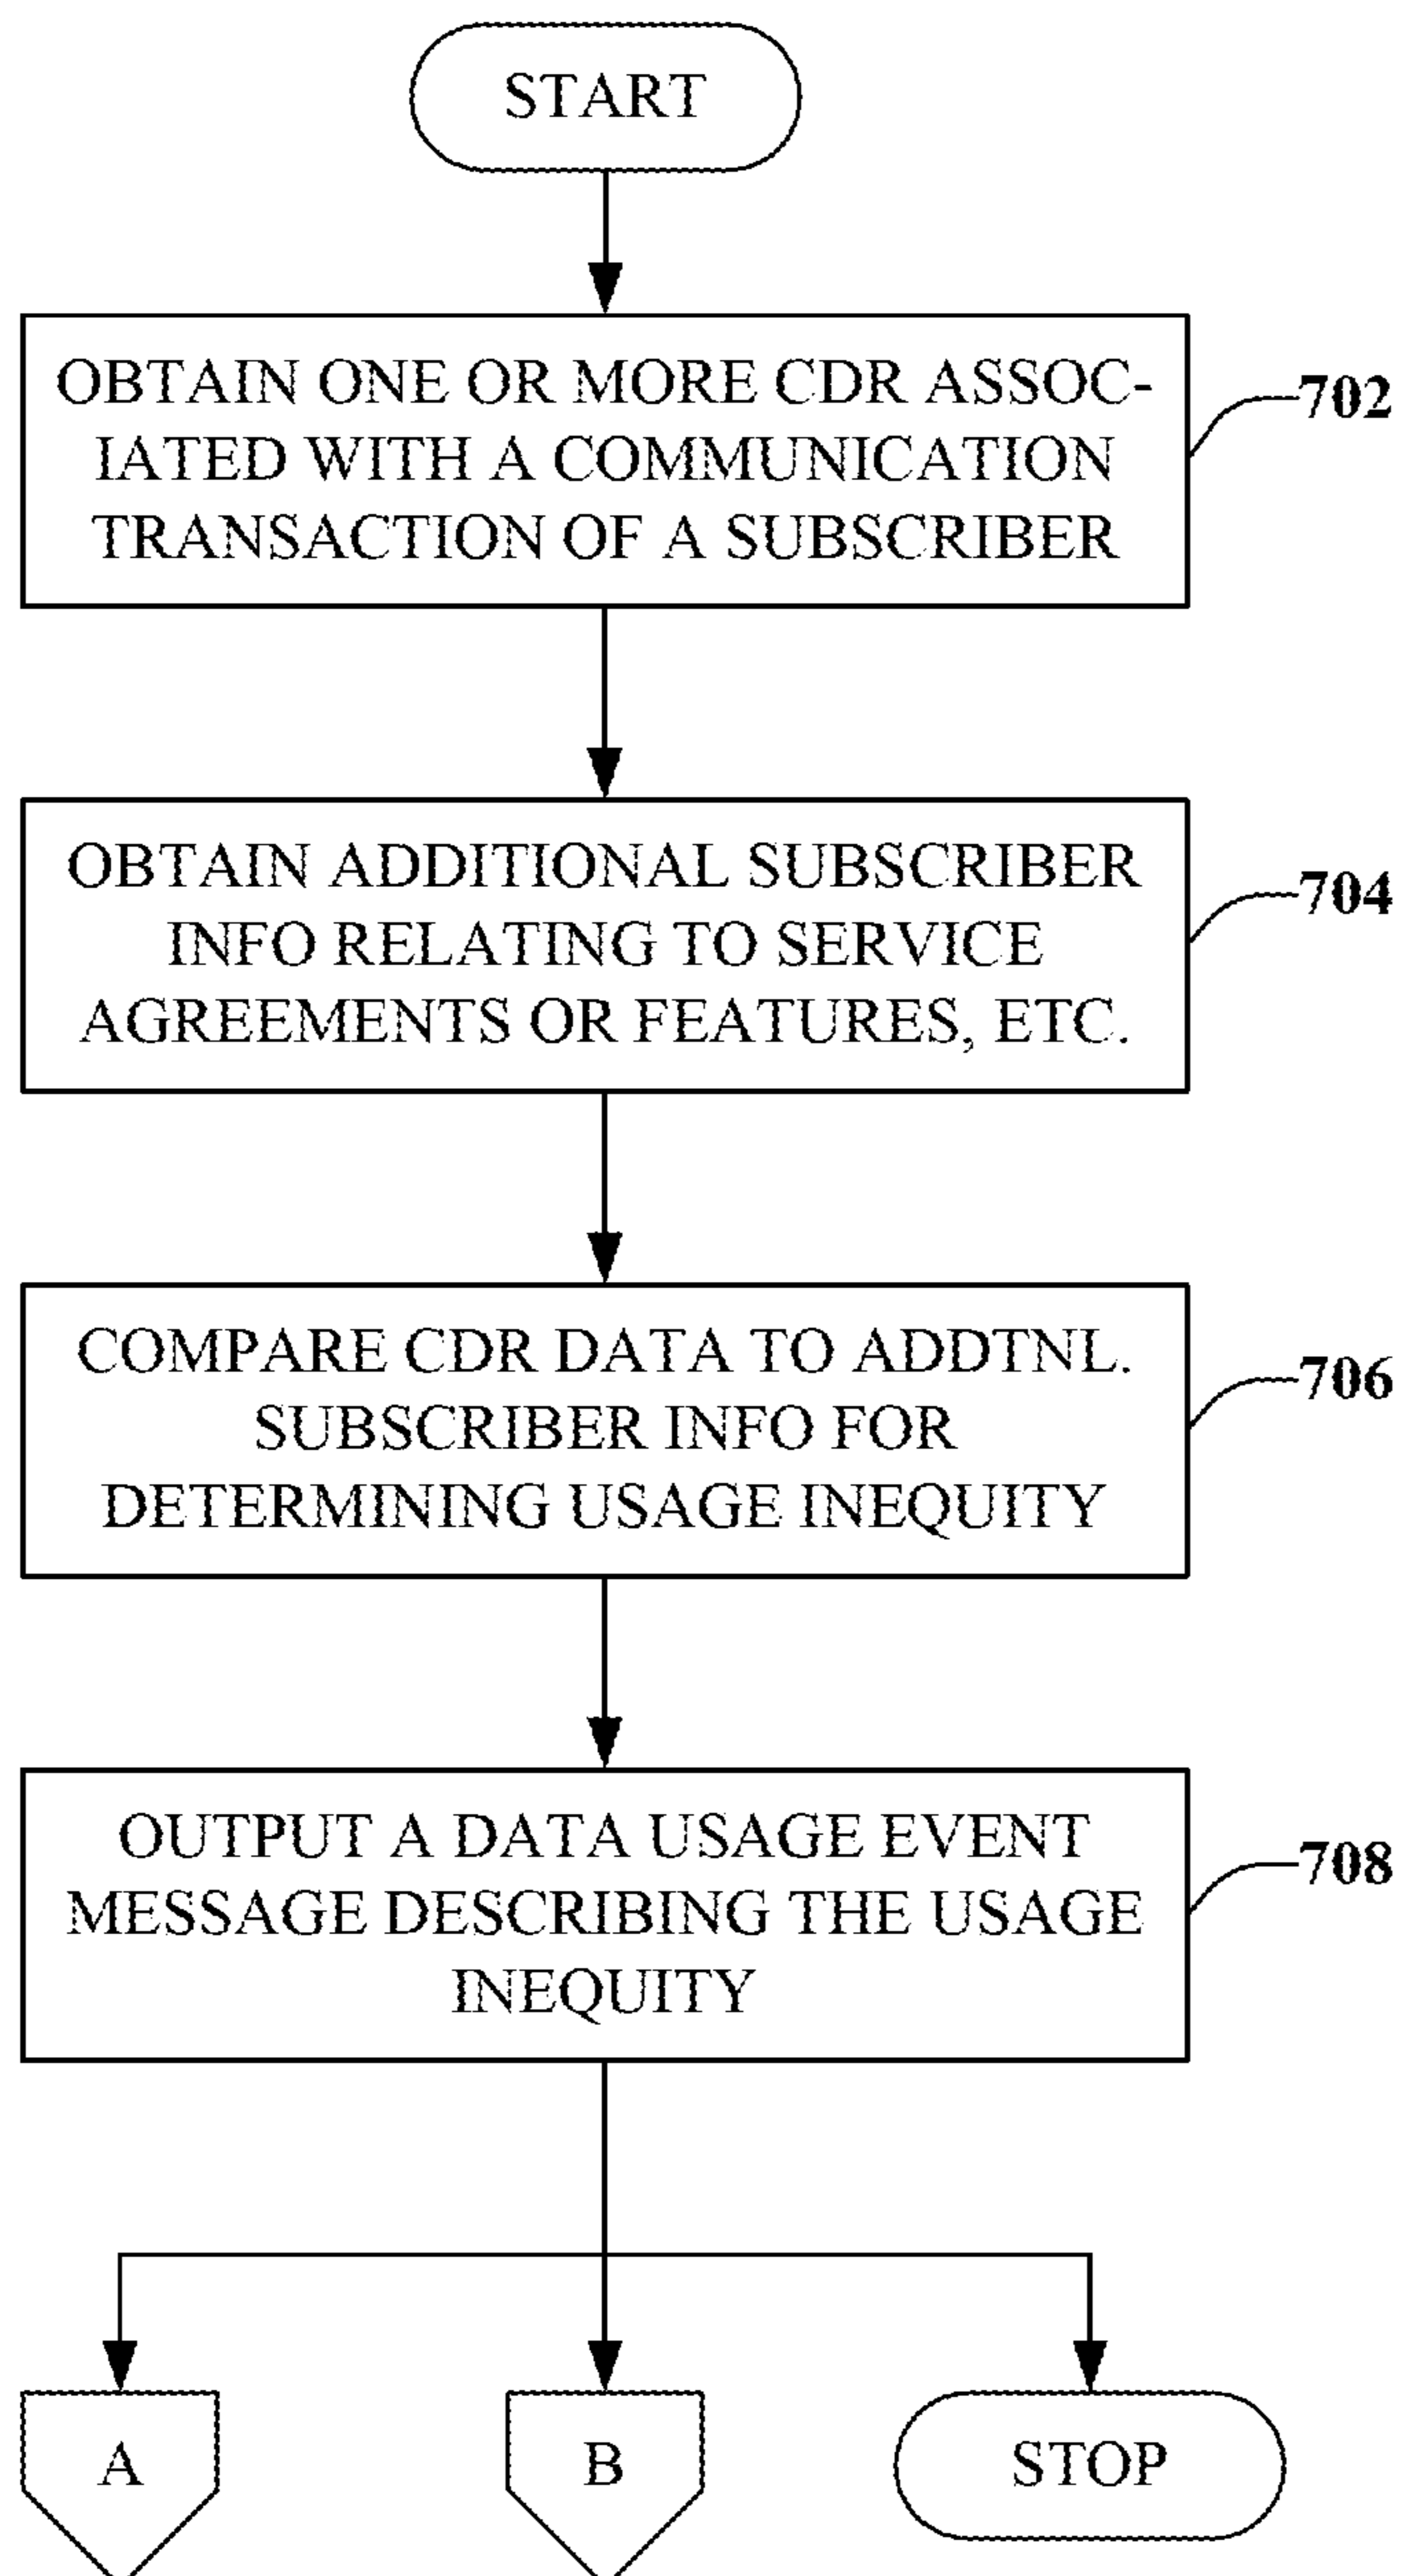 START
OBTAIN ONE OR MORE CDR ASSOC-
IATED WITH A COMMUNICATION
TRANSACTION OF A SUBSCRIBER
702
OBTAIN ADDITIONAL SUBSCRIBER
INFO RELATING TO SERVICE
AGREEMENTS OR FEATURES, ETC.
704
COMPARE CDR DATA TO ADDTNL.
SUBSCRIBER INFO FOR
DETERMINING USAGE INEQUITY
706
OUTPUT A DATA USAGE EVENT
MESSAGE DESCRIBING THE USAGE
INEQUITY
708
A
B
STOP